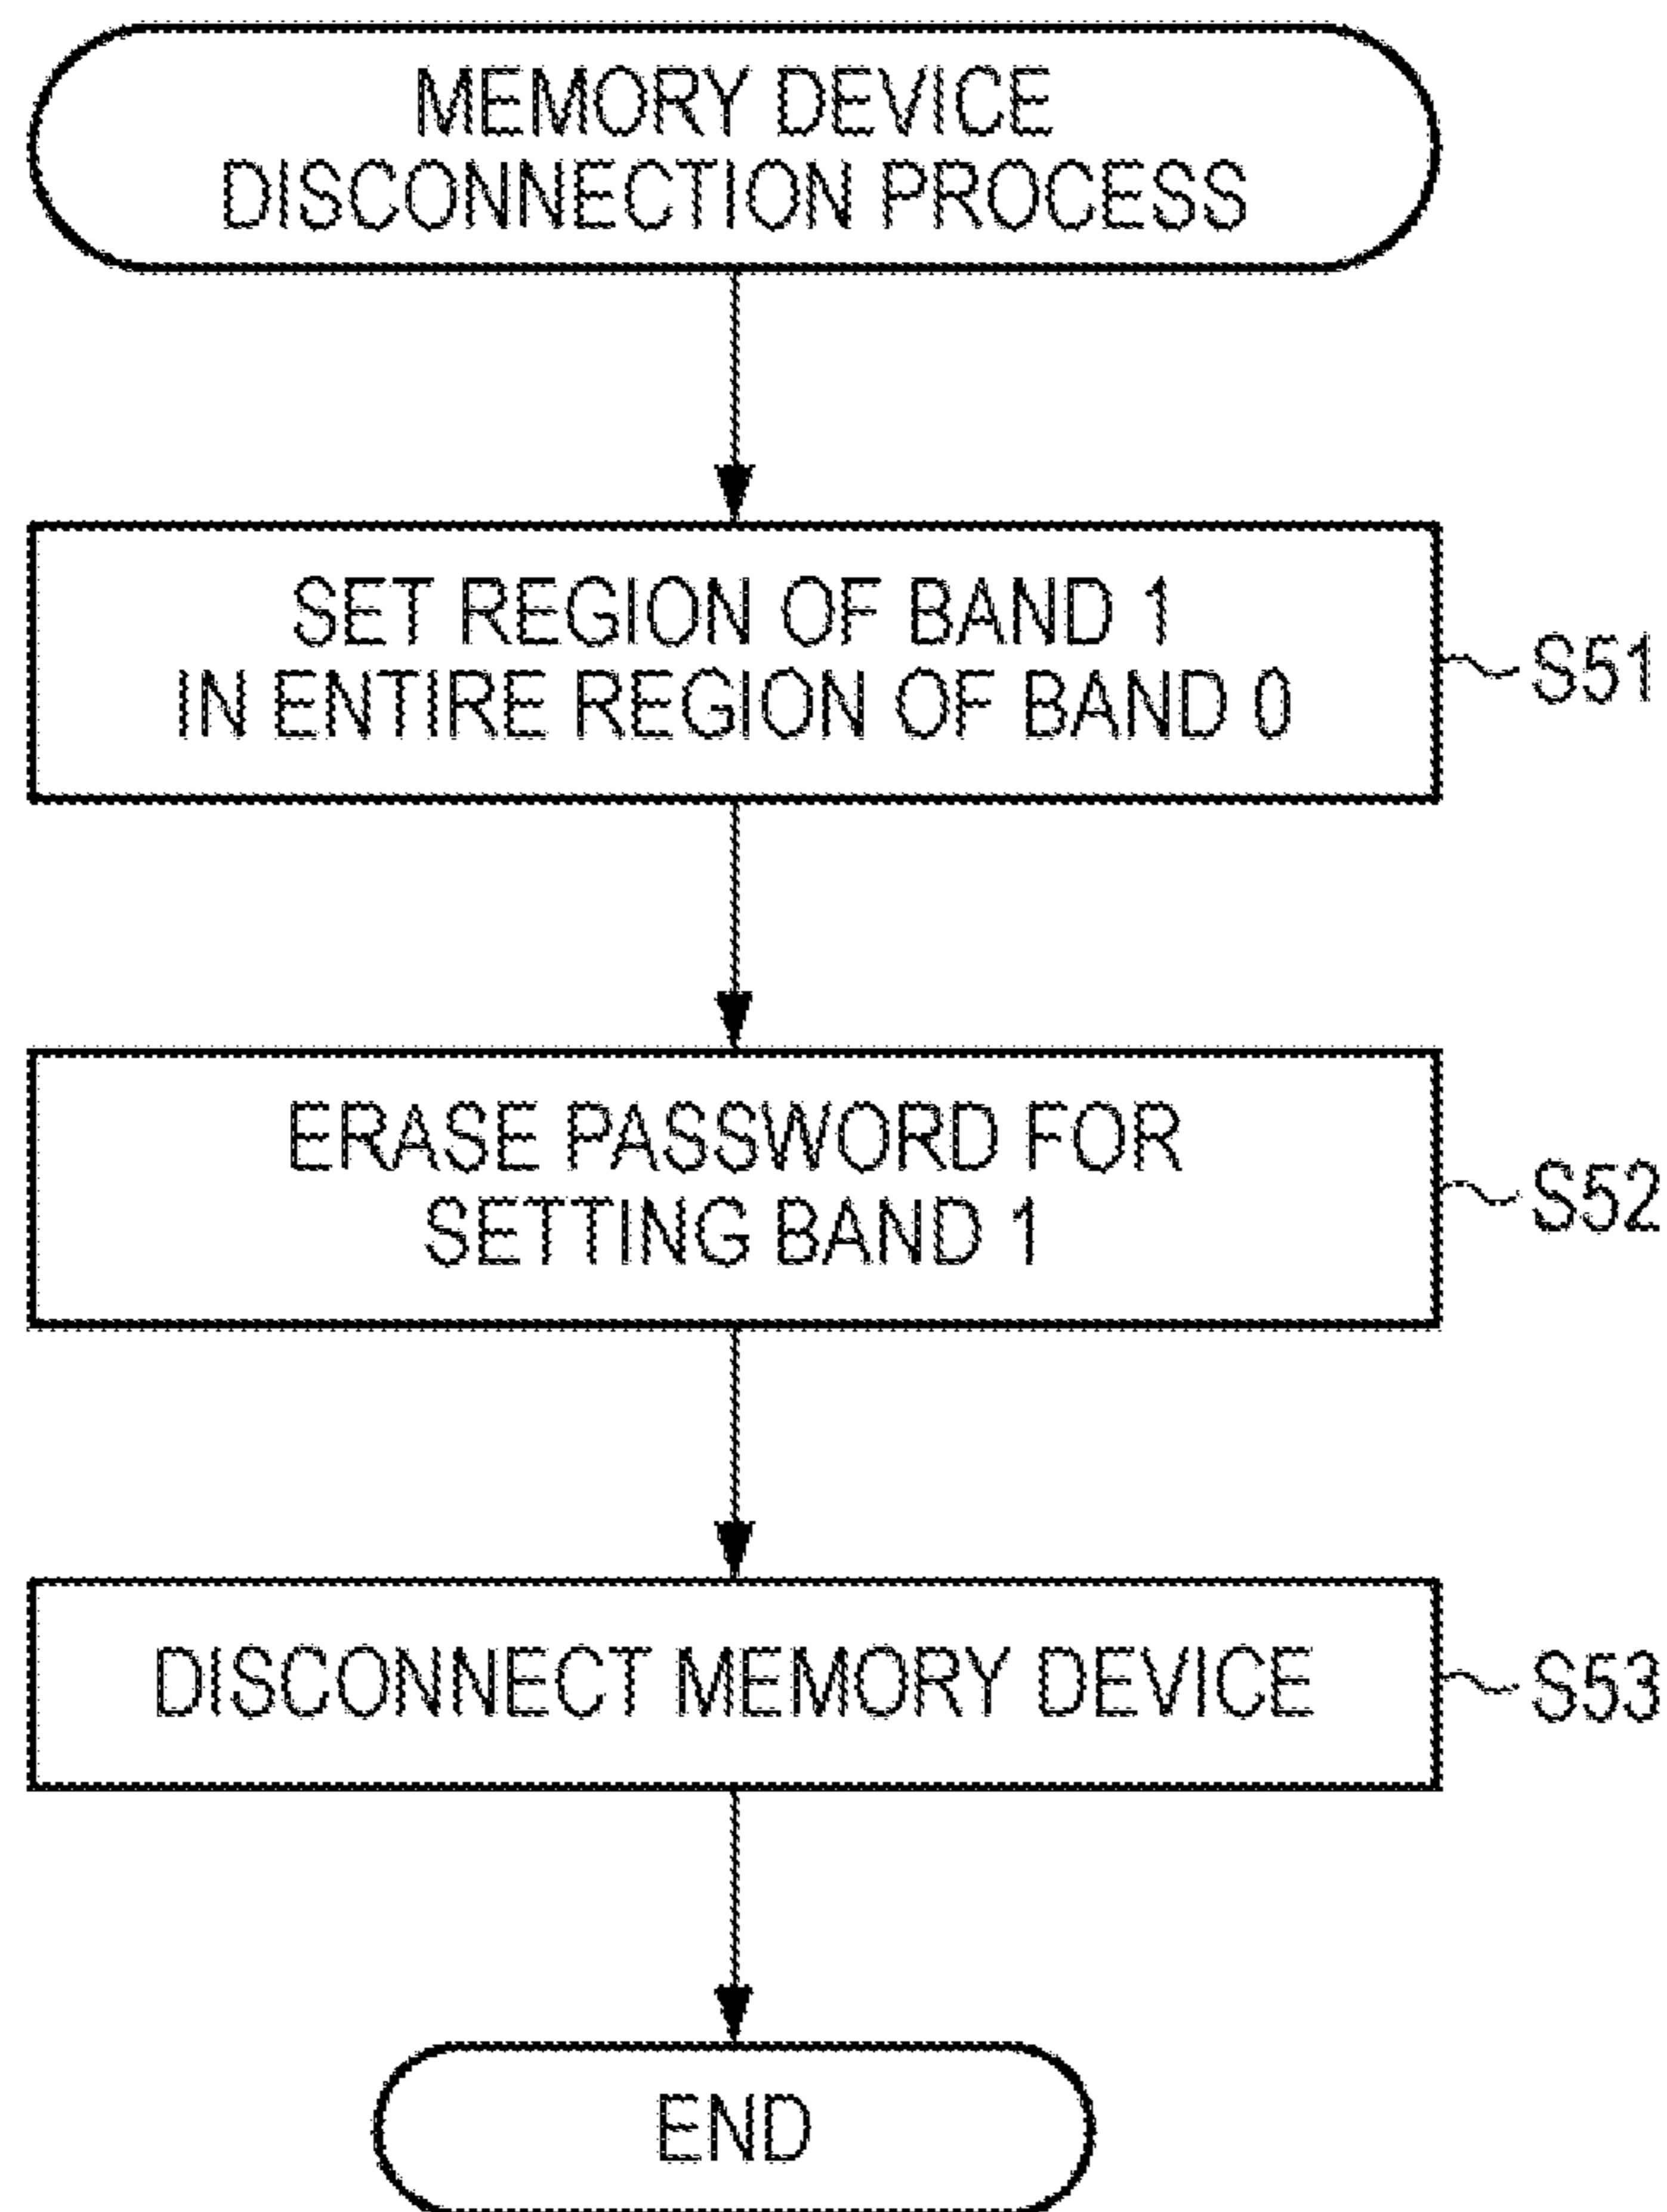 MEMORY DEVICE
DISCONNECTION PROCESS
SET REGION OF BAND 1
IN ENTIRE REGION OF BAND 0
S51
ERASE PASSWORD FOR
SETTING BAND 1
S52
DISCONNECT MEMORY DEVICE
S53
END